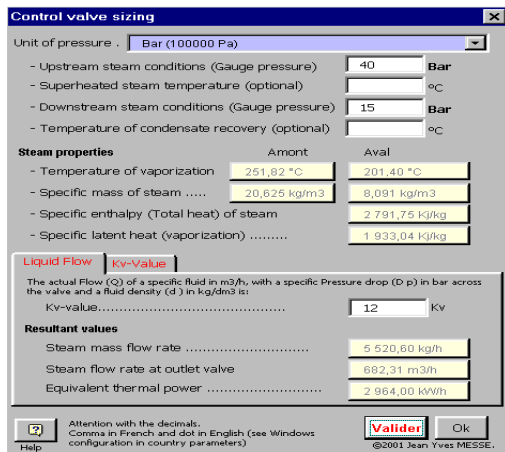 Control valve sizing
Unit of pressure . Bar (100000 Pa)
- Upstream steam conditions (Gauge pressure) 40 Bar
- Superheated steam temperature (optional) °C
- Downstream steam conditions (Gauge pressure) 15 Bar
- Temperature of condensate recovery (optional) °C
Steam properties Amont Aval
- Temperature of vaporization 251,82 °C 201,40 °C
- Specific mass of steam ..... 20,625 kg/m3 8,091 kg/m3
- Specific enthalpy (Total heat) of steam 2 791,75 Kj/kg
- Specific latent heat (vaporization) ......... 1 933,04 Kj/kg
Liquid Flow Kv-Value
The actual Flow (Q) of a specific fluid in m3/h, with a specific Pressure drop (D p) in bar across
the valve and a fluid density (d ) in kg/dm3 is:
Kv-value............................................ 12 Kv
Resultant values
Steam mass flow rate ............................. 5 520,60 kg/h
Steam flow rate at outlet valve 682,31 m3/h
Equivalent thermal power ........................... 2 964,00 kW/h
Help
Attention with the decimals.
Comma in French and dot in English (see Windows
configuration in country parameters)
Valider Ok
©2001 Jean Yves MESSE.